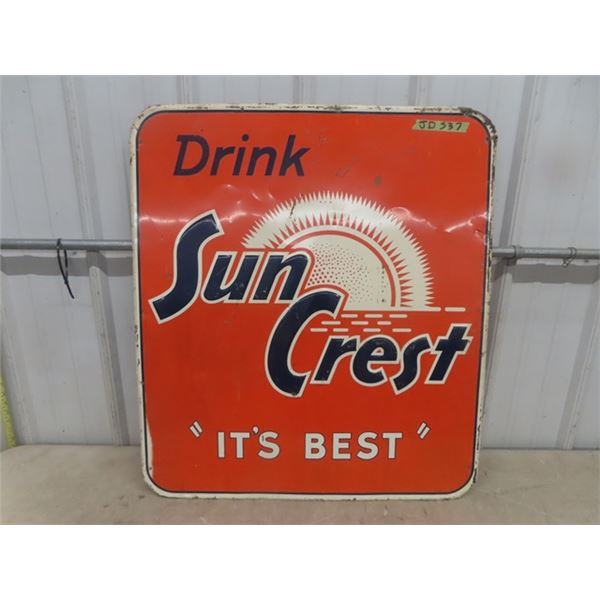 JD 337
Drink
Sun
Crest
"IT'S BEST"